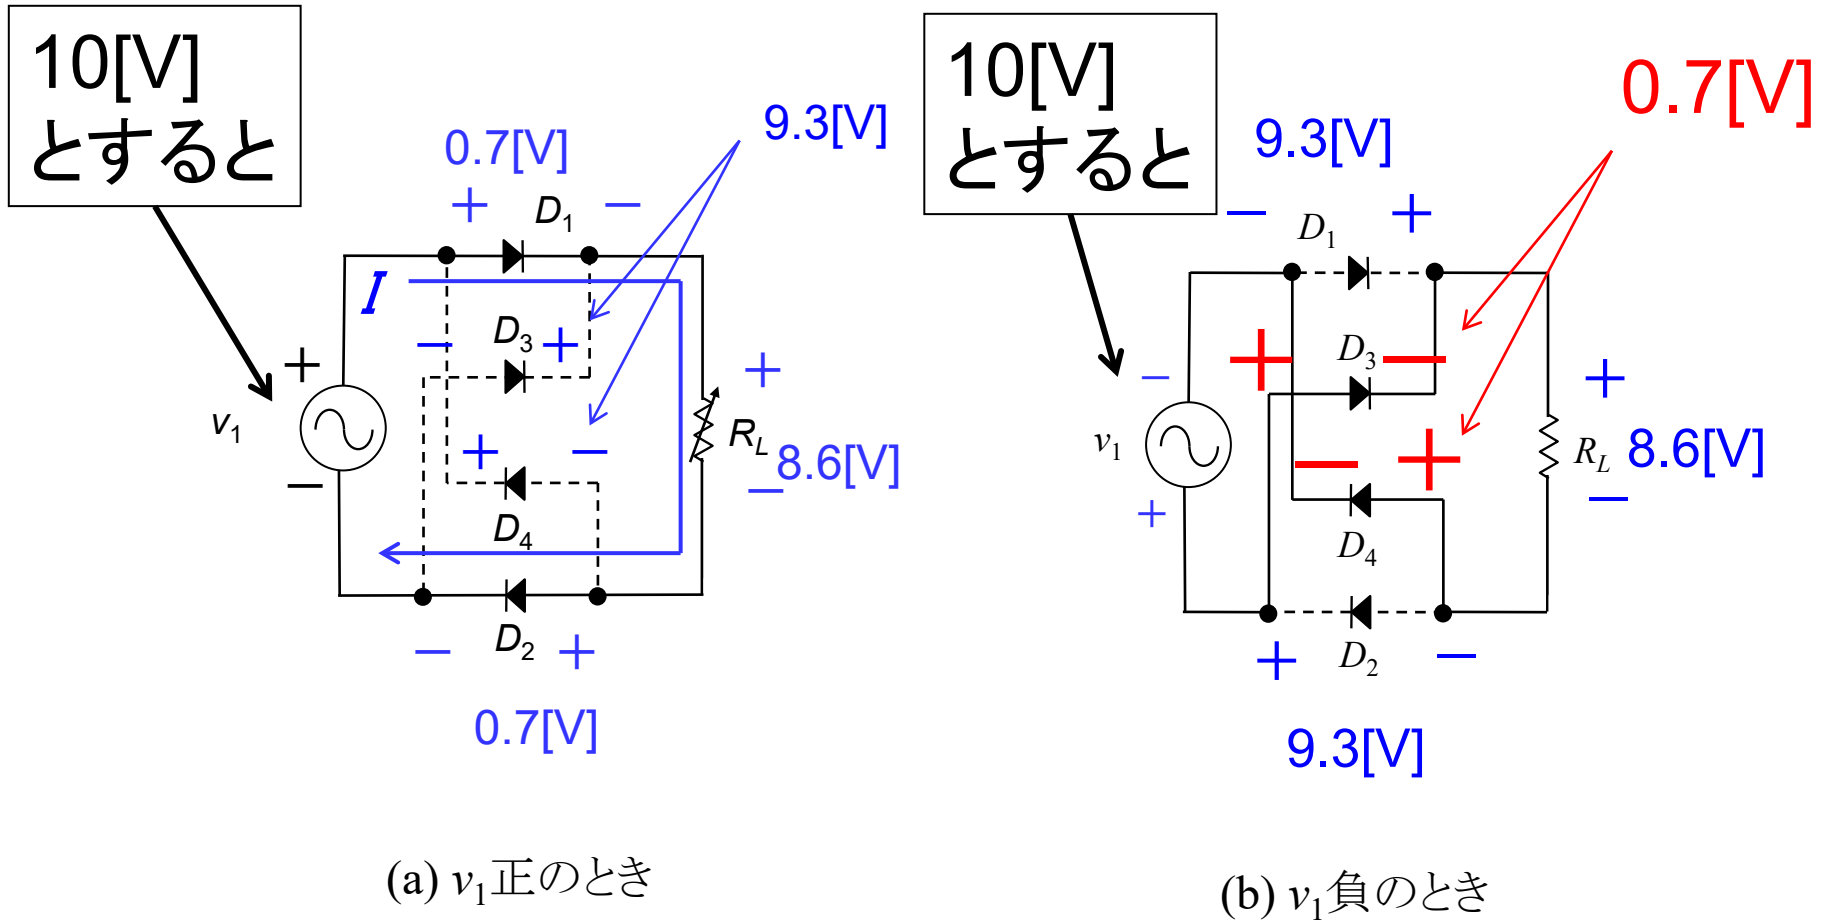 10[V]
とすると
0.7[V]
9.3[V]
+ D1 −
I
− D3 +
+
v1
−
+ −
D4
RL
+
8.6[V]
−
− D2 +
0.7[V]
(a) v1正のとき
10[V]
とすると
9.3[V]
0.7[V]
− D1 +
+ D3 −
−
v1
+
− +
D4
RL
+
8.6[V]
−
+ D2 −
9.3[V]
(b) v1負のとき